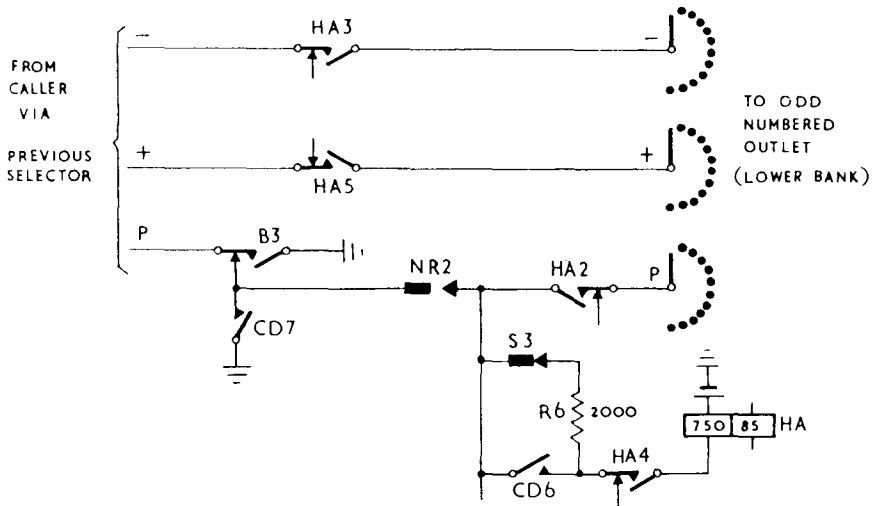 HA3
FROM
CALLER
VIA
PREVIOUS
SELECTOR
−
−
TO ODD
NUMBERED
OUTLET
(LOWER BANK)
+
+
HA5
P
B3
NR2
HA2
P
CD7
S3
R6 2000
750 85 HA
HA4
CD6